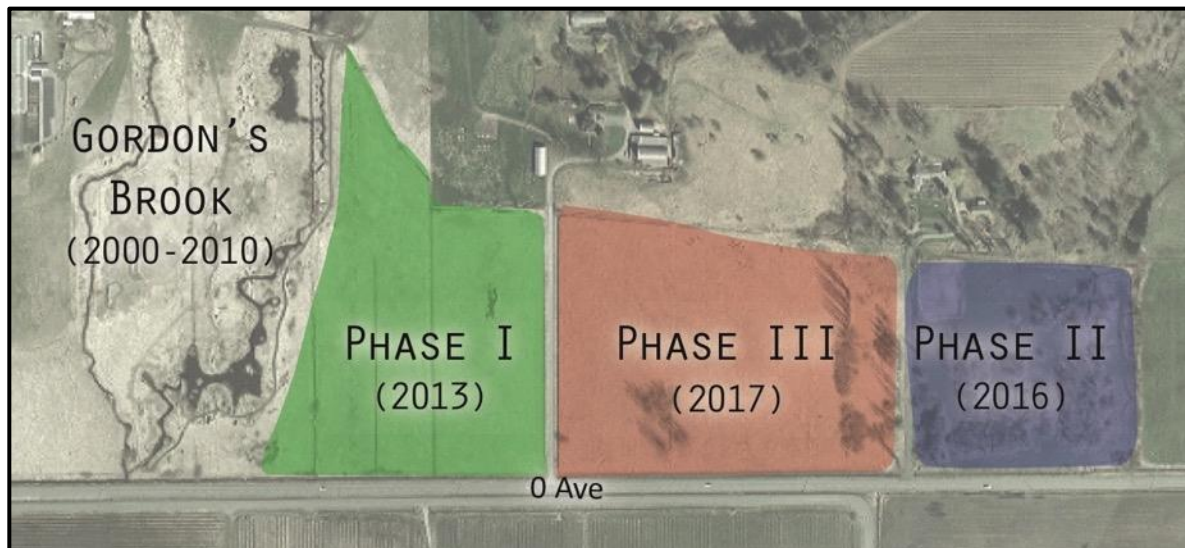 GORDON'S
BROOK
(2000-2010)
PHASE I
(2013)
PHASE III
(2017)
PHASE II
(2016)
0 Ave